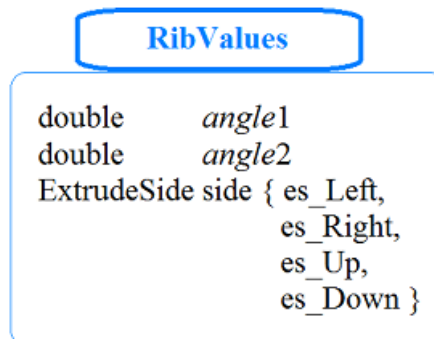 RibValues
double angle1
double angle2
ExtrudeSide side { es_Left,
es_Right,
es_Up,
es_Down }